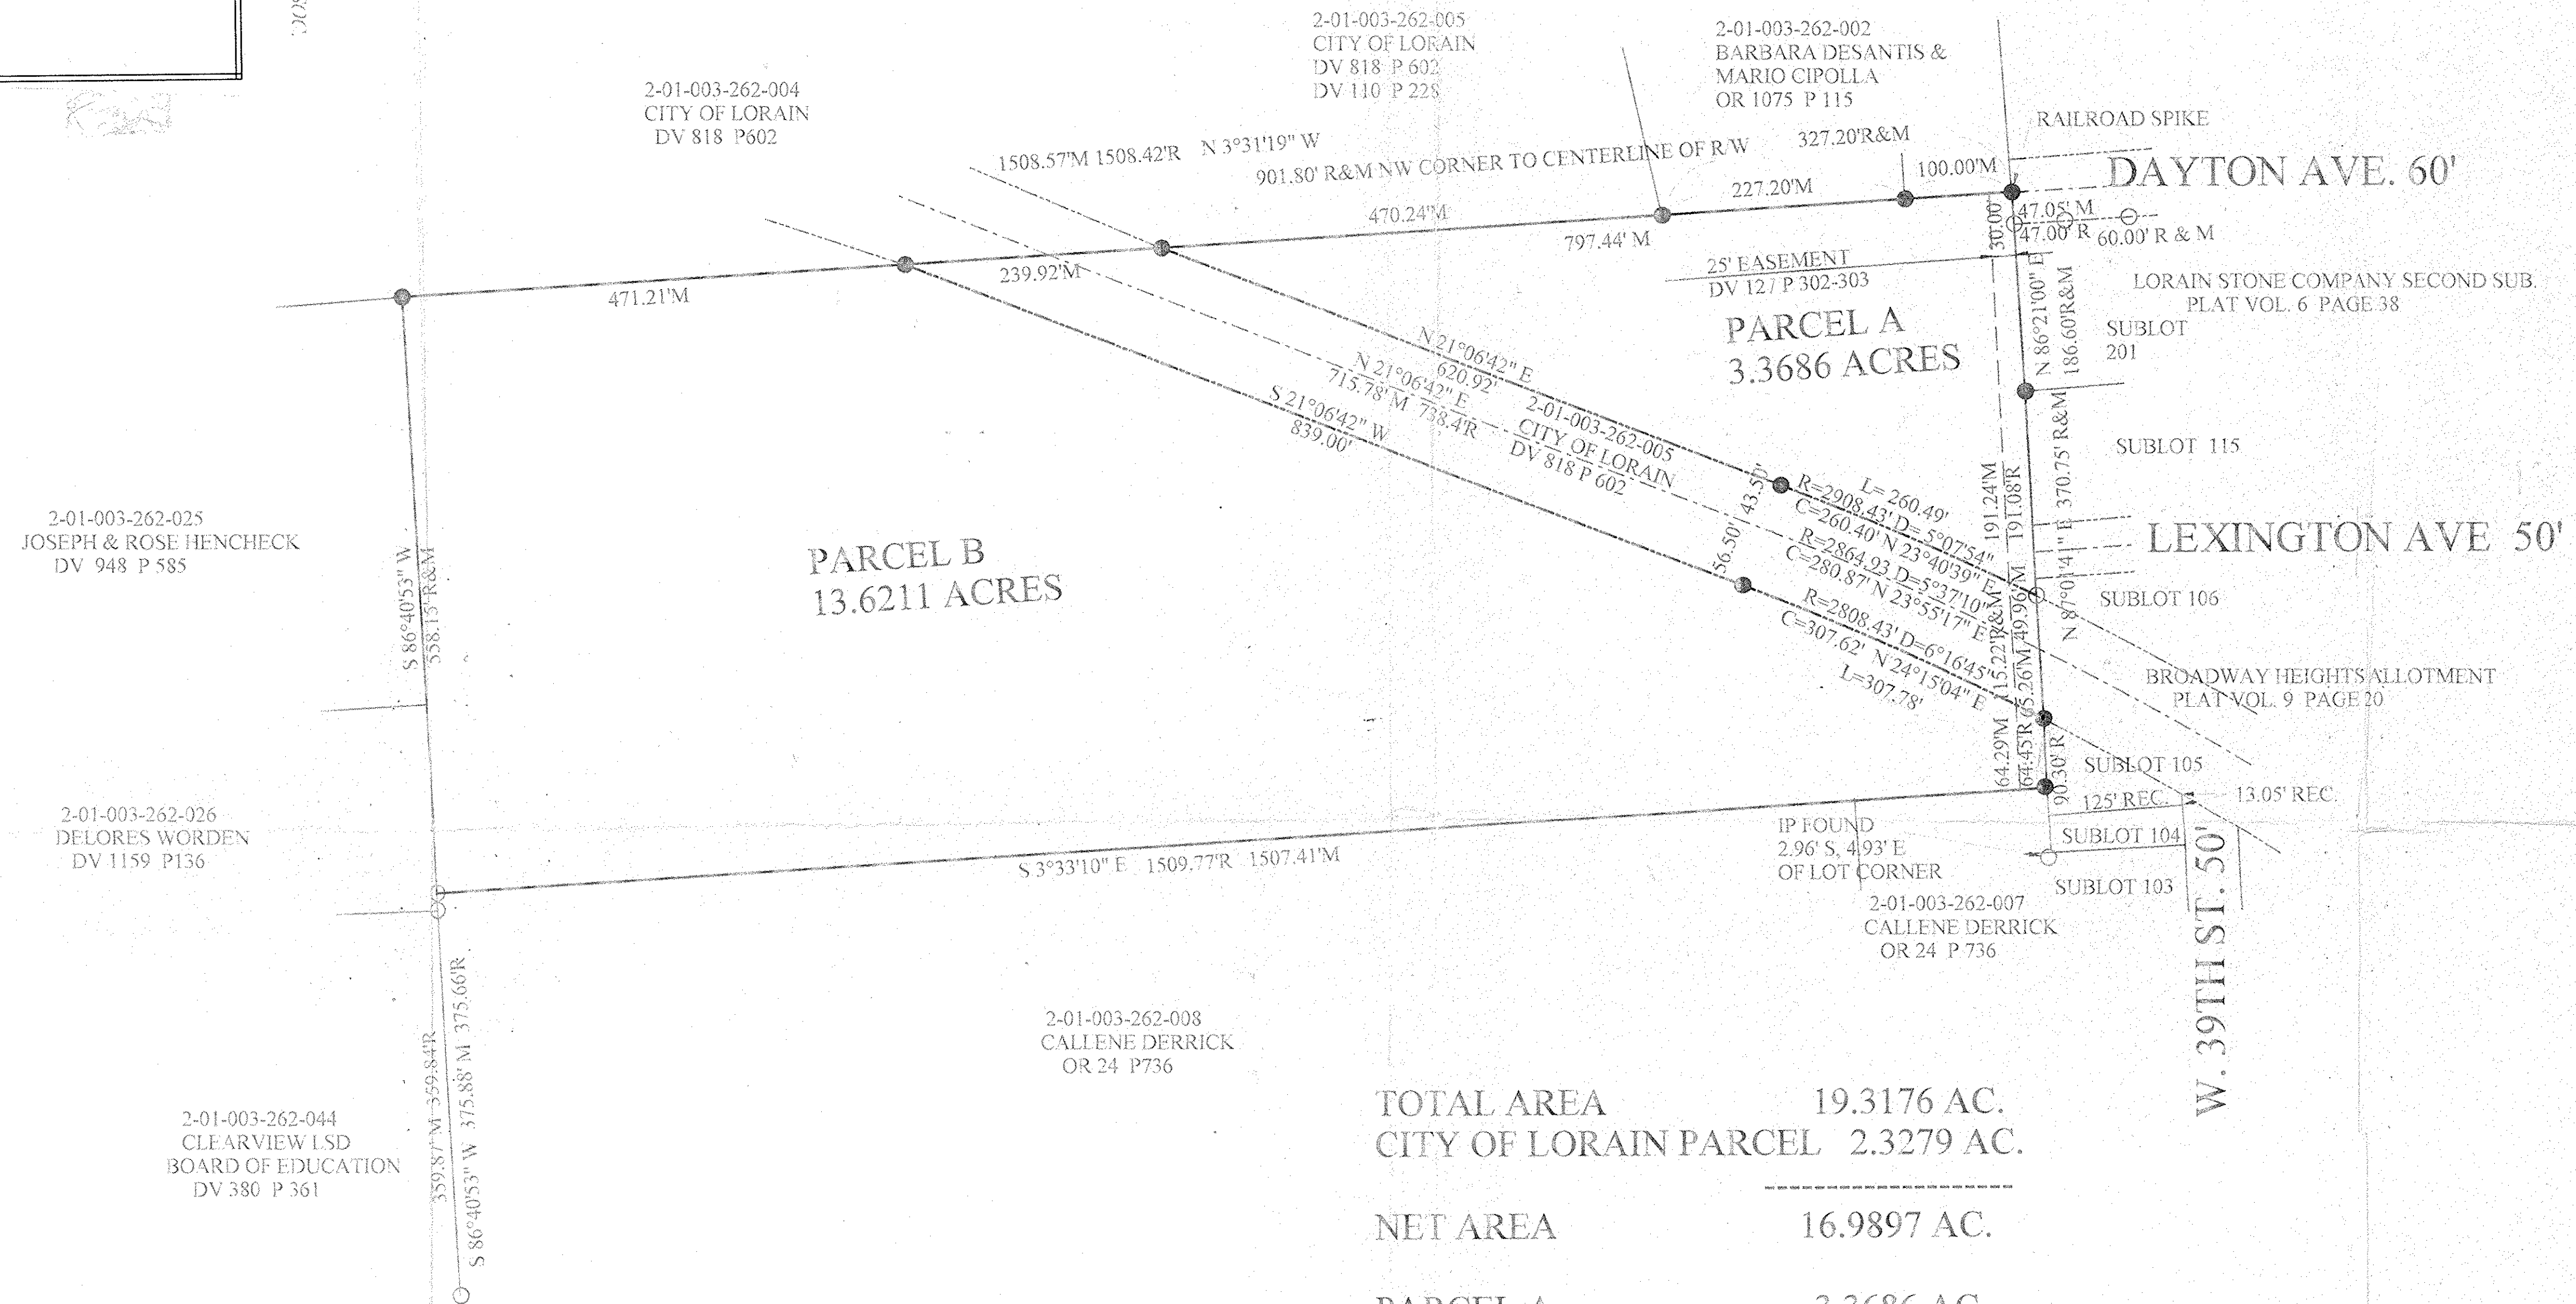 2-01-003-262-004
CITY OF LORAIN
DV 818 P602
2-01-003-262-005
CITY OF LORAIN
DV 818 P 602
DV 110 P 228
2-01-003-262-002
BARBARA DESANTIS &
MARIO CIPOLLA
OR 1075 P 115
RAILROAD SPIKE
1508.57'M 1508.42'R N 3°31'19" W
901.80' R&M NW CORNER TO CENTERLINE OF R/W
327.20'R&M
100.00'M
227.20'M
470.24'M
797.44' M
239.92'M
471.21'M
DAYTON AVE. 60'
30.00'
47.05' M
47.00' R
60.00' R & M
25' EASEMENT
DV 127 P 302-303
LORAIN STONE COMPANY SECOND SUB.
PLAT VOL. 6 PAGE 38
SUBLOT
201
N 86°21'00" E
186.60'R&M
PARCEL A
3.3686 ACRES
N 21°06'42" E
620.92'
N 21°06'42" E
715.78' M 738.4'R
S 21°06'42" W
839.00'
2-01-003-262-005
CITY OF LORAIN
DV 818 P 602
SUBLOT 115
56.50' 43.50'
L= 260.49'
R=2908.43' D= 5°07'54"
C=260.40' N 23°40'39" E
R=2864.93 D=5°37'10"
C=280.87' N 23°55'17" E
R=2808.43' D=6°16'45"
C=307.62' N 24°15'04" E
L=307.78'
191.24'M
191.08'R
N 87°01'41" E 370.75' R&M
LEXINGTON AVE 50'
SUBLOT 106
115.22'R&M
65.26'M 49.96'M
64.29'M
64.45'R
90.30' R
BROADWAY HEIGHTS ALLOTMENT
PLAT VOL. 9 PAGE 20
SUBLOT 105
125' REC.
13.05' REC.
SUBLOT 104
SUBLOT 103
W. 39TH ST. 50'
2-01-003-262-025
JOSEPH & ROSE HENCHECK
DV 948 P 585
S 86°40'53" W
558.15' R&M
PARCEL B
13.6211 ACRES
2-01-003-262-026
DELORES WORDEN
DV 1159 P136
S 3°33'10" E 1509.77'R 1507.41'M
IP FOUND
2.96' S, 4.93' E
OF LOT CORNER
2-01-003-262-007
CALLENE DERRICK
OR 24 P 736
2-01-003-262-008
CALLENE DERRICK
OR 24 P736
2-01-003-262-044
CLEARVIEW LSD
BOARD OF EDUCATION
DV 380 P 361
359.87' M 359.84'R
S 86°40'53" W 375.88' M 375.66'R.
TOTAL AREA 19.3176 AC.
CITY OF LORAIN PARCEL 2.3279 AC.
NET AREA 16.9897 AC.
PARCEL A 3.3686 AC.